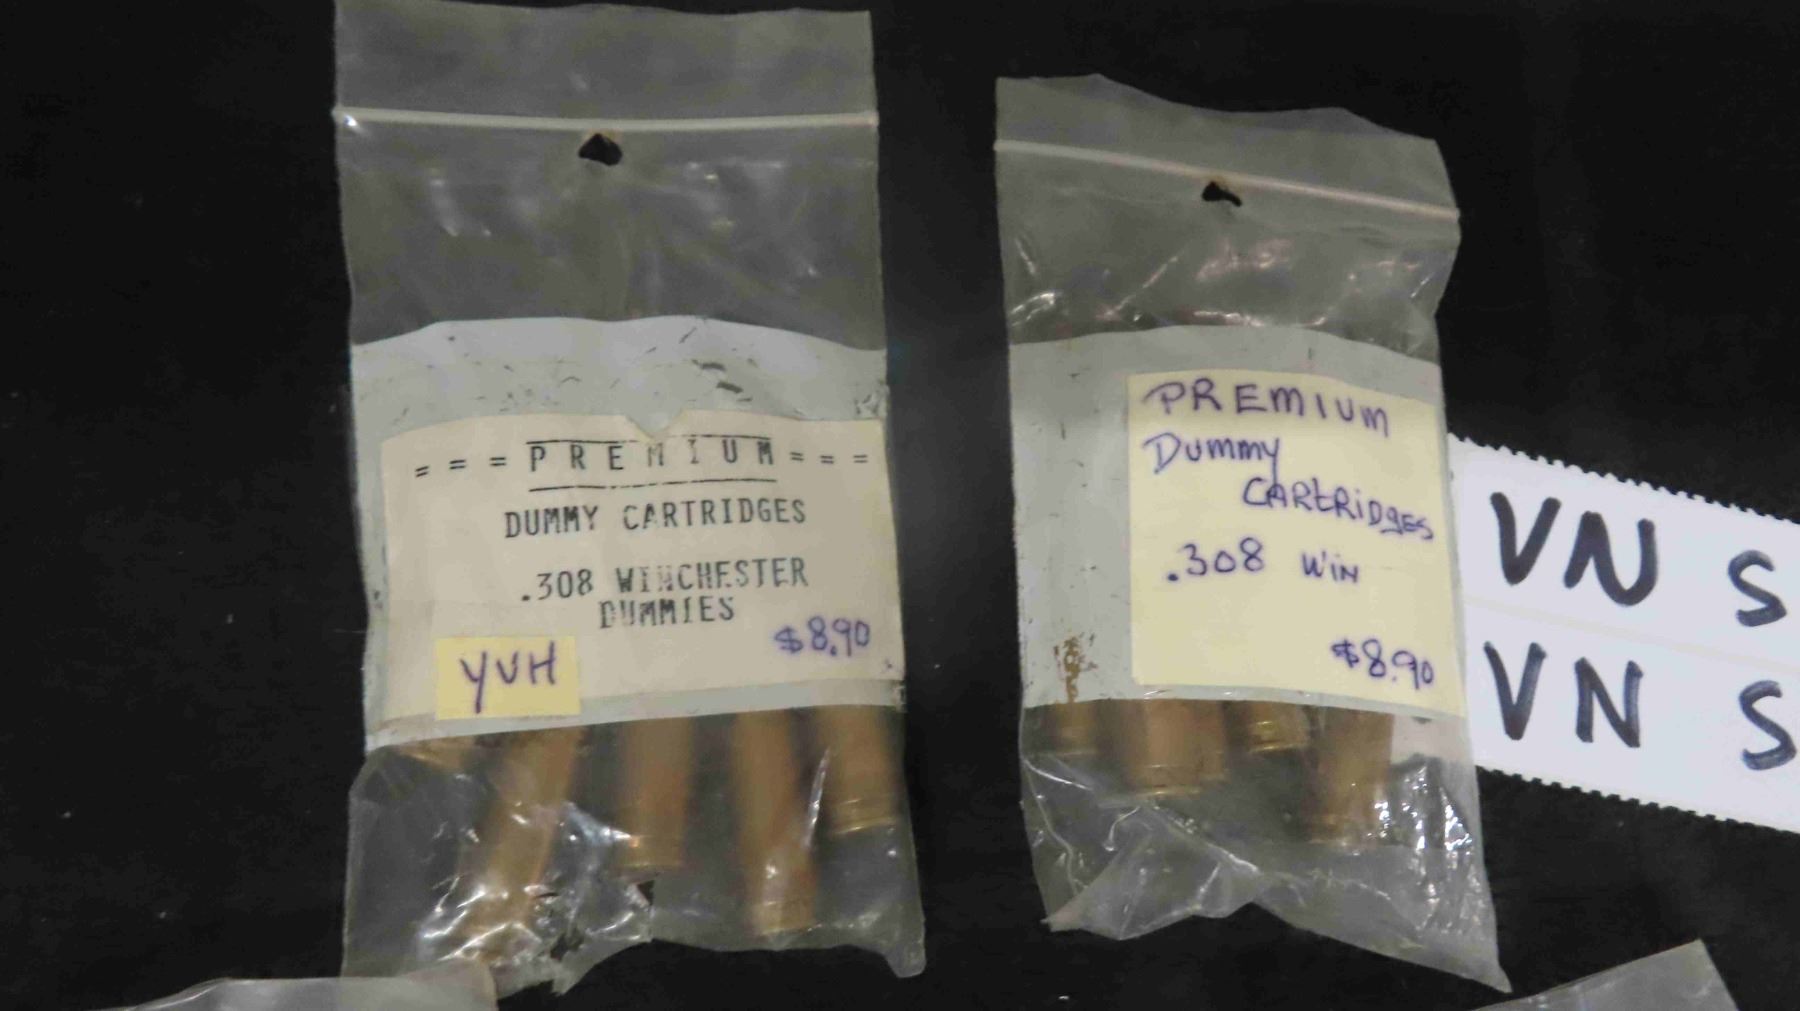 = = = PREMIUM = = =
DUMMY CARTRIDGES
.308 WINCHESTER
DUMMIES
$8.90
YVH
PREMIUM
Dummy
CARtRiDgES
.308 WiN
$8.90
VN S
VN S